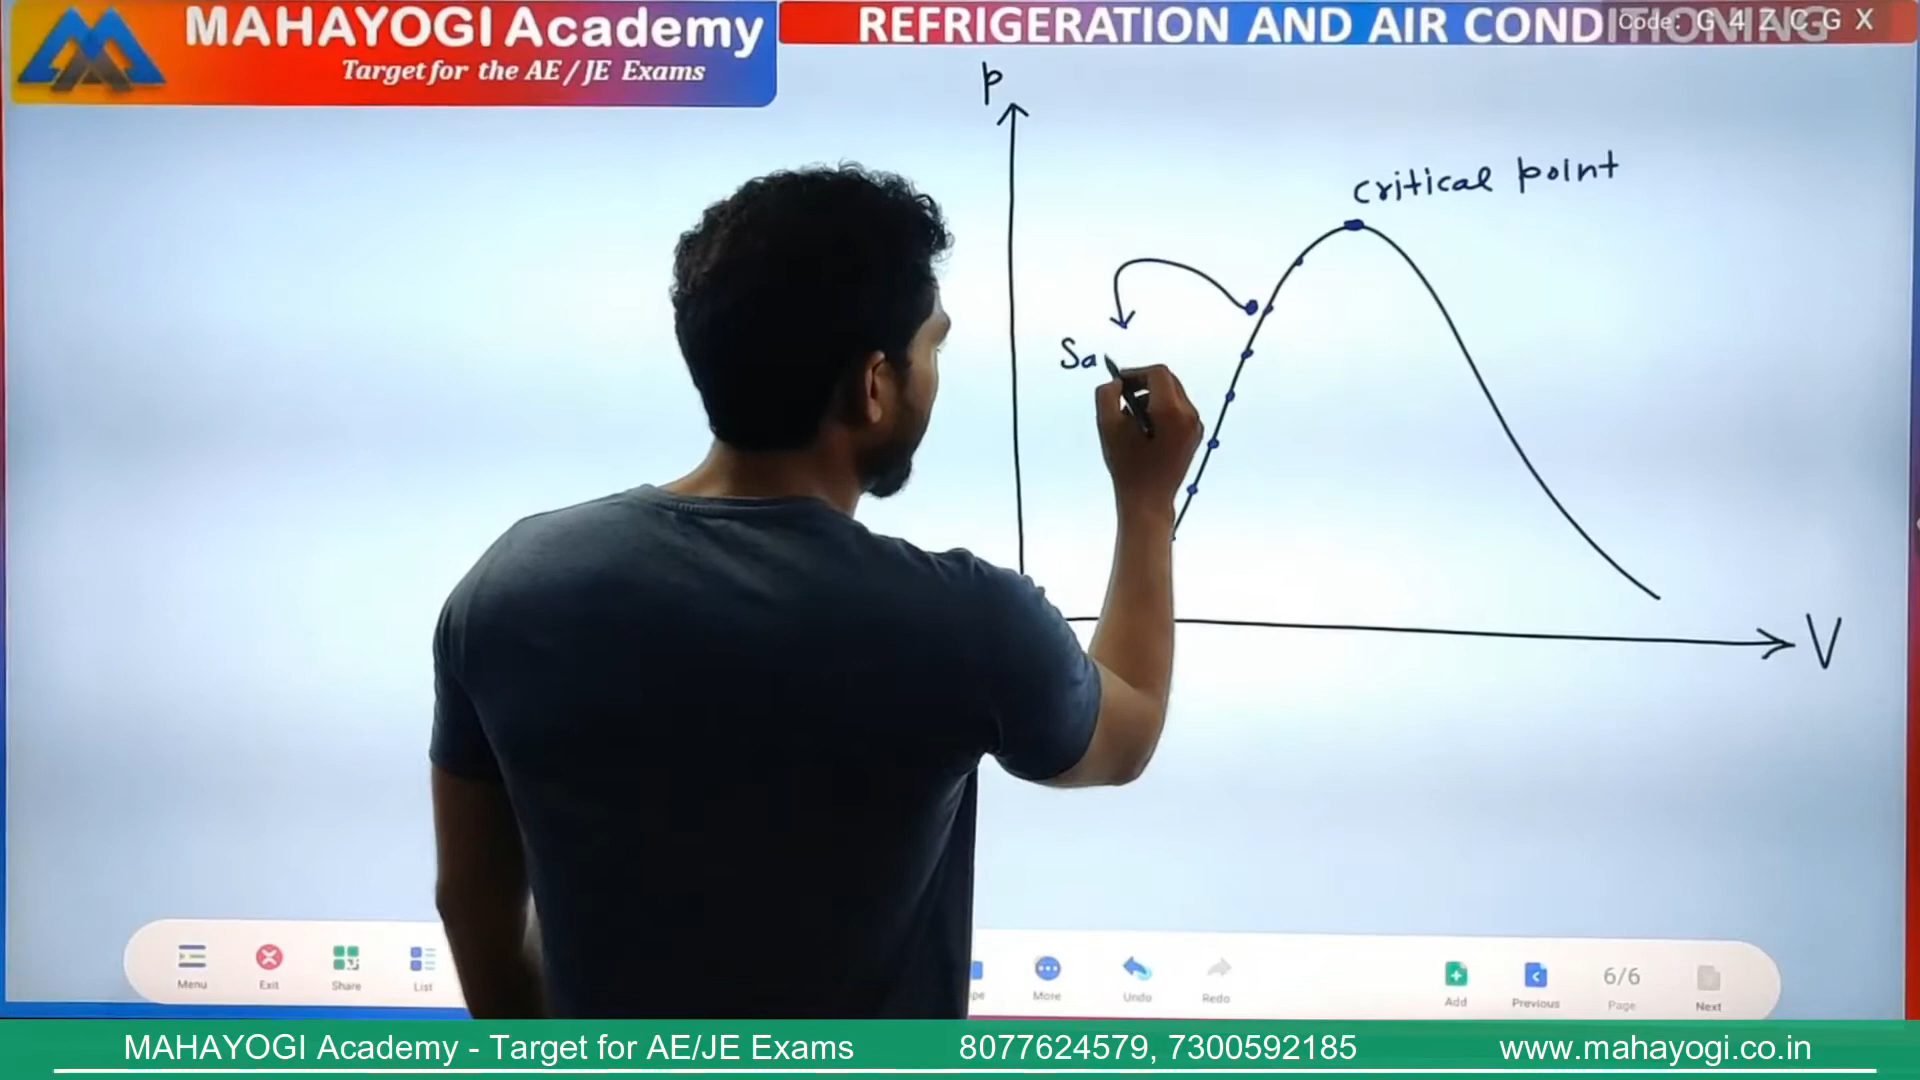 MAHAYOGI Academy
Target for the AE/JE Exams
REFRIGERATION AND AIR CONDITIONING
Code: G 4 Z C G X
p
critical point
Sa
V
Menu
Exit
Share
List
More
Undo
Redo
Add
Previous
6/6
Page
Next
MAHAYOGI Academy - Target for AE/JE Exams 8077624579, 7300592185 www.mahayogi.co.in